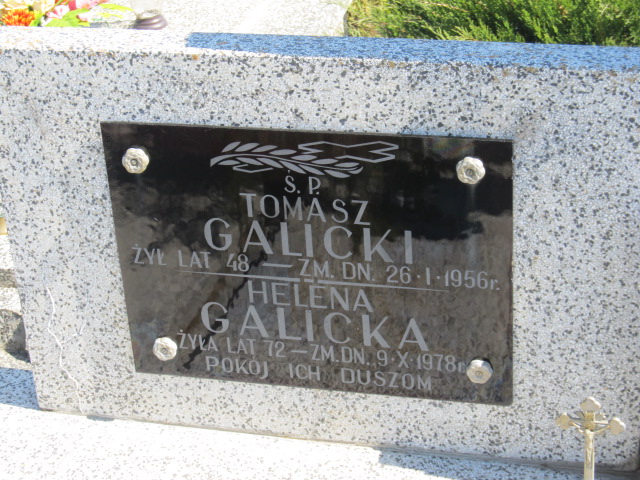 Ś.P.
TOMASZ
GALICKI
ŻYŁ LAT 48 — ZM. DN. 26·I·1956r.
HELENA
GALICKA
ŻYŁA LAT 72 — ZM. DN. 9·X·1978r.
POKÓJ ICH DUSZOM